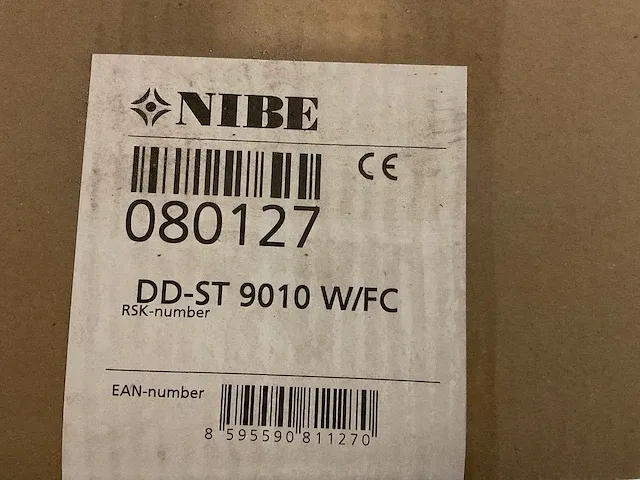 NIBE
CE
080127
DD-ST 9010 W/FC
RSK-number
EAN-number
8 595590 811270